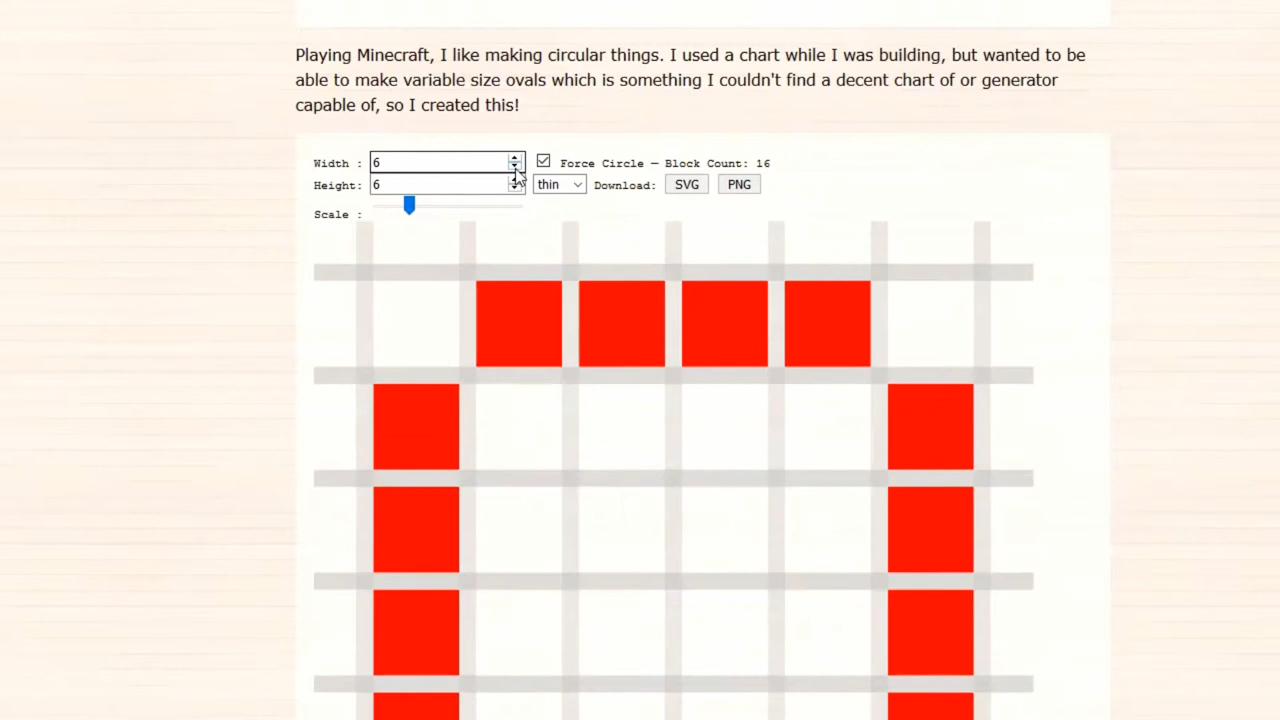 Playing Minecraft, I like making circular things. I used a chart while I was building, but wanted to be
able to make variable size ovals which is something I couldn't find a decent chart of or generator
capable of, so I created this!
Width : 6 Force Circle — Block Count: 16
Height: 6 thin Download: SVG PNG
Scale :